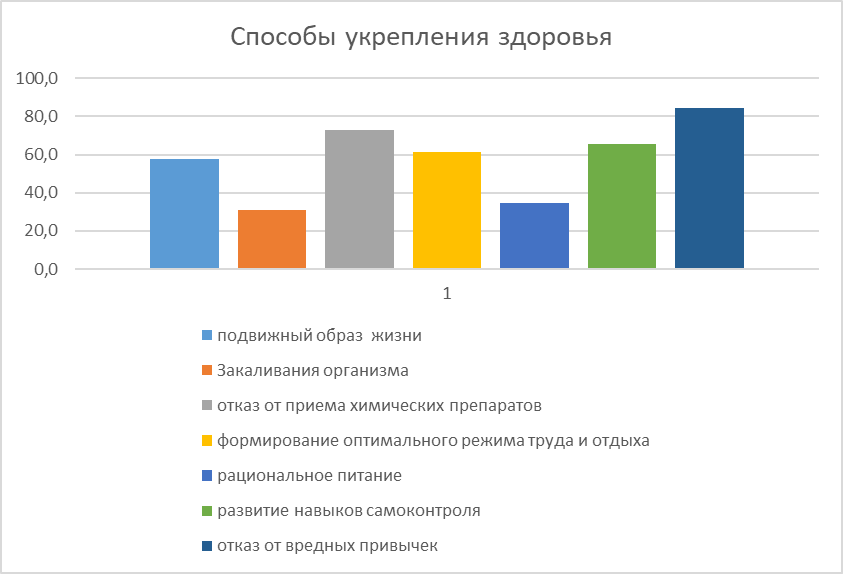 Способы укрепления здоровья
100,0
80,0
60,0
40,0
20,0
0,0
1
подвижный образ  жизни
Закаливания организма
отказ от приема химических препаратов
формирование оптимального режима труда и отдыха
рациональное питание
развитие навыков самоконтроля
отказ от вредных привычек